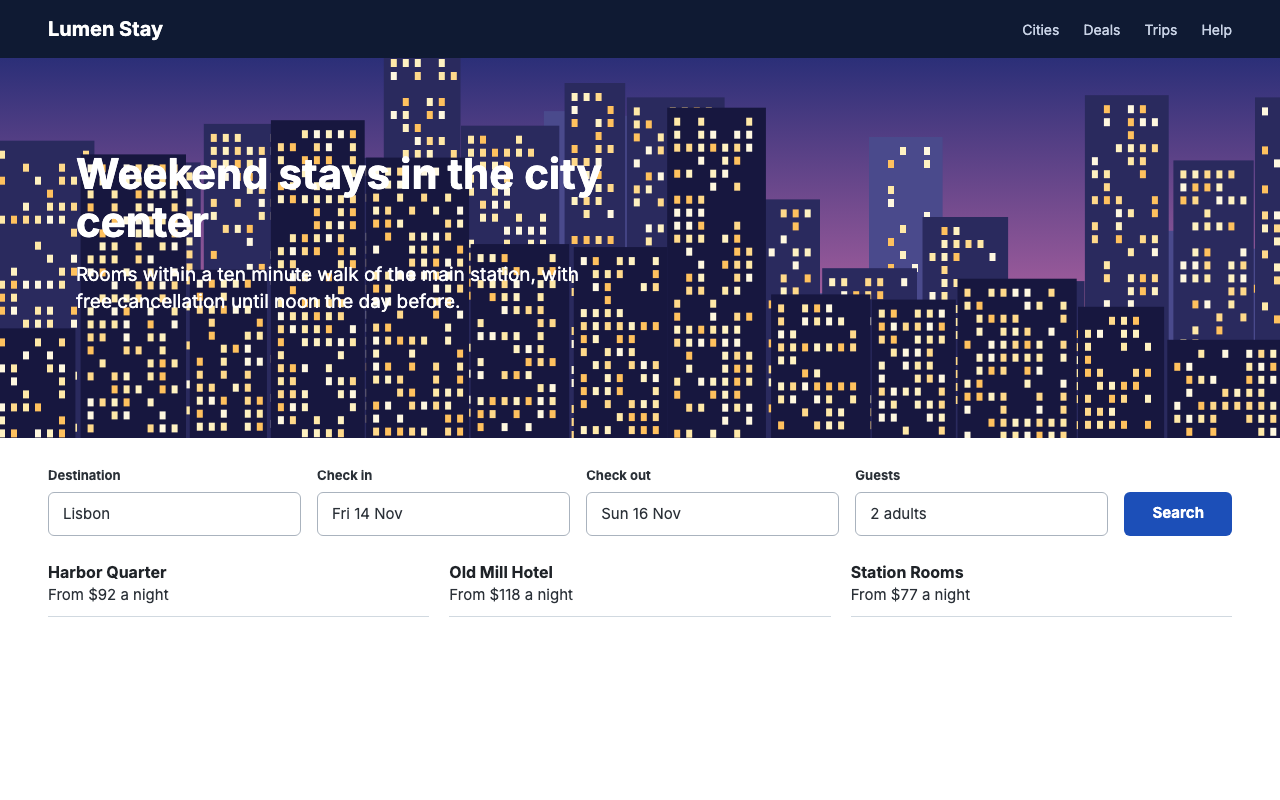 Lumen Stay
Cities Deals Trips Help
Weekend stays in the city
center
Rooms within a ten minute walk of the main station, with
free cancellation until noon the day before.
Destination Check in Check out Guests
Lisbon Fri 14 Nov Sun 16 Nov 2 adults Search
Harbor Quarter Old Mill Hotel Station Rooms
From $92 a night From $118 a night From $77 a night